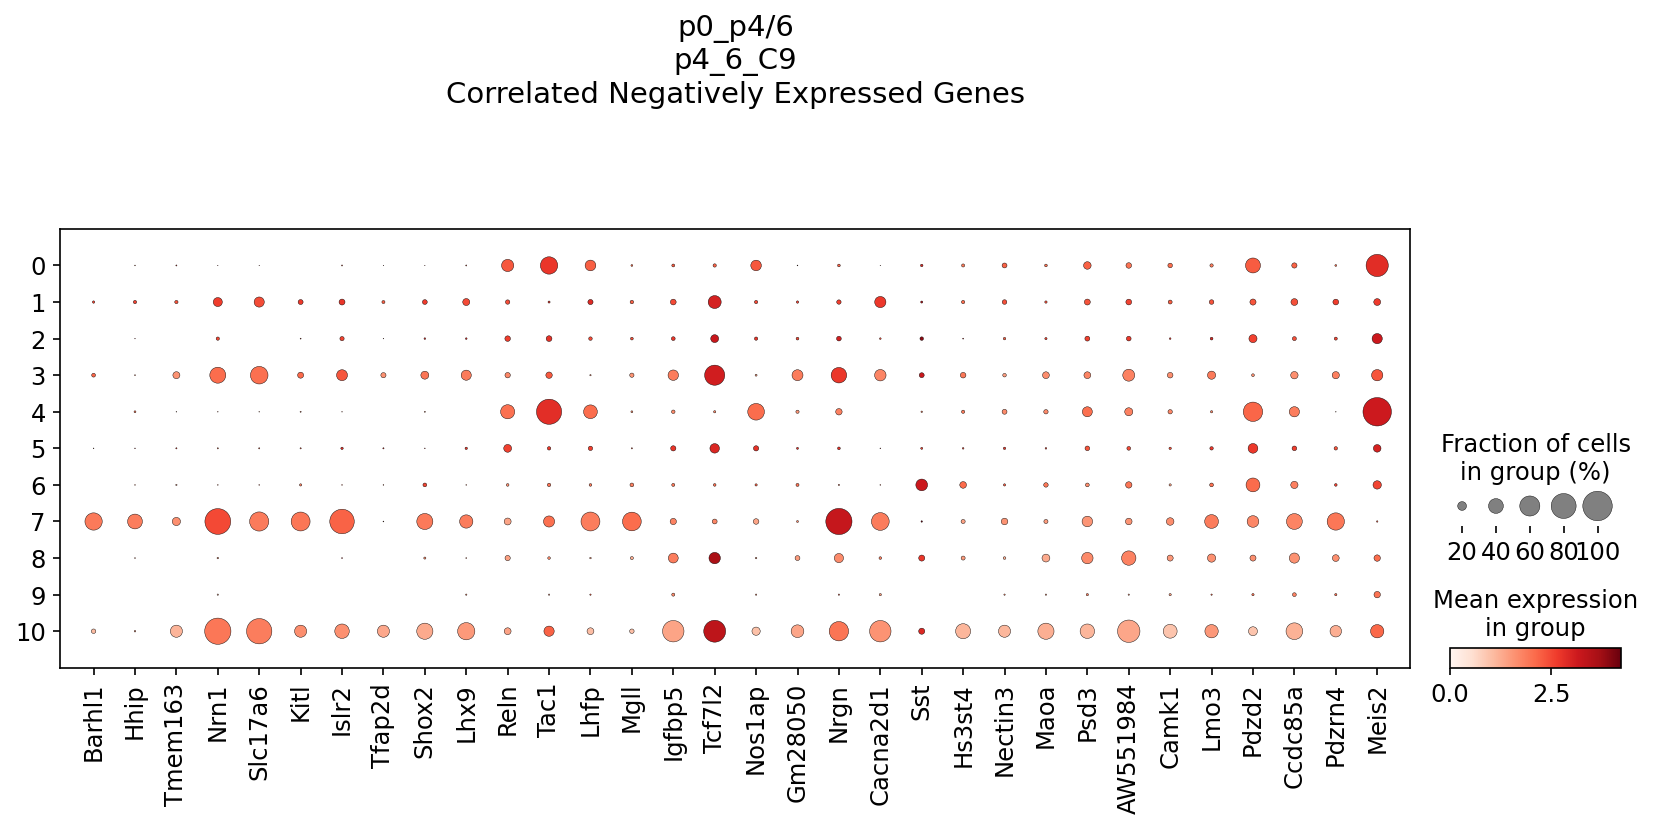 p0_p4/6
p4_6_C9
Correlated Negatively Expressed Genes
0
1
2
3
4
5
6
7
8
9
10
Barhl1 Hhip Tmem163 Nrn1 Slc17a6 Kitl Islr2 Tfap2d Shox2 Lhx9 Reln Tac1 Lhfp Mgll Igfbp5 Tcf7l2 Nos1ap Gm28050 Nrgn Cacna2d1 Sst Hs3st4 Nectin3 Maoa Psd3 AW551984 Camk1 Lmo3 Pdzd2 Ccdc85a Pdzrn4 Meis2
Fraction of cells
in group (%)
20 40 60 80 100
Mean expression
in group
0.0 2.5